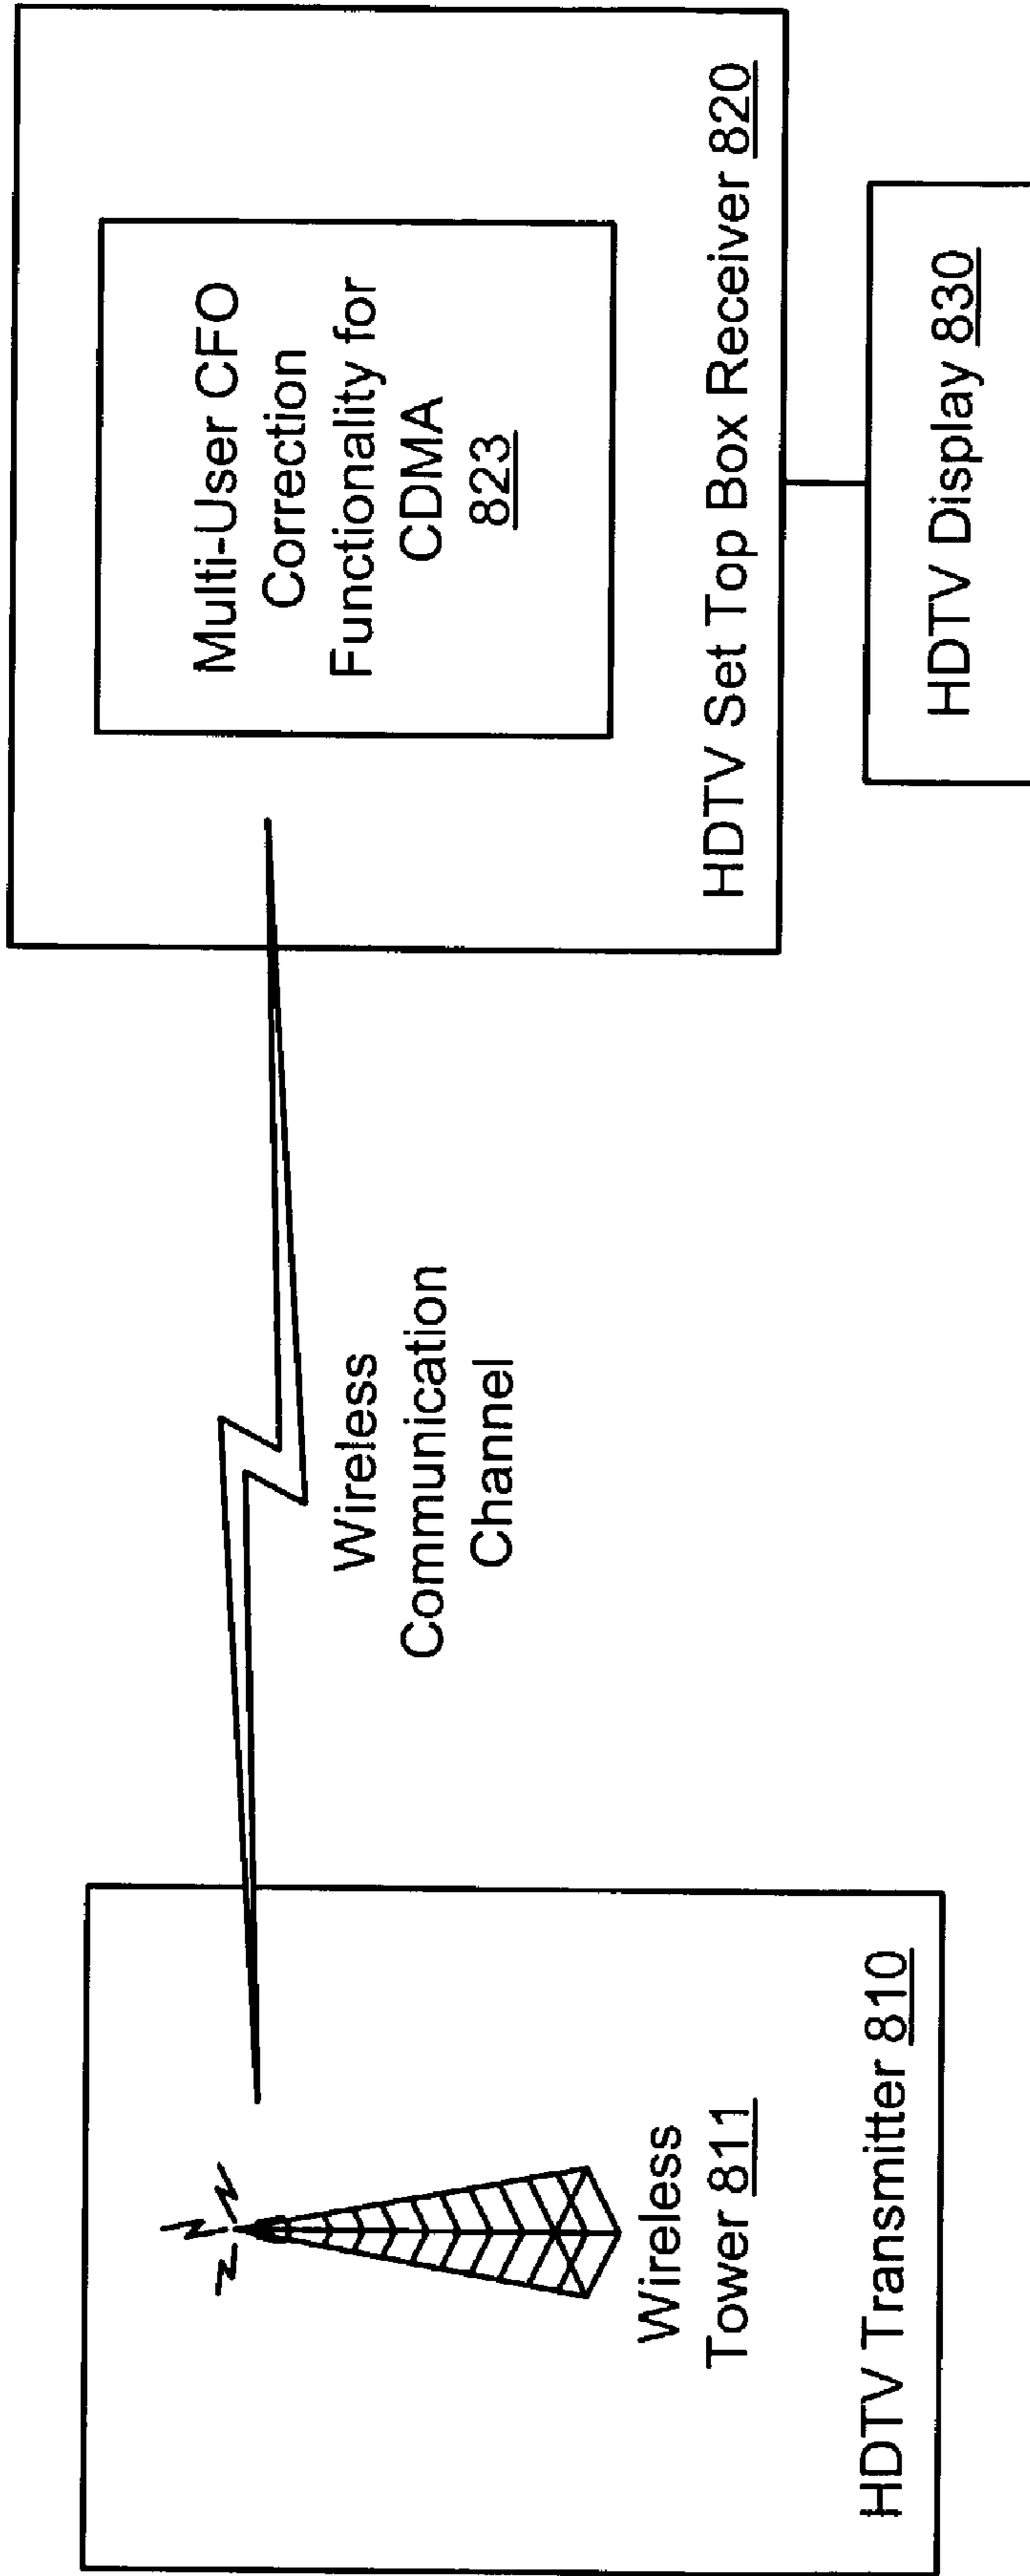 Wireless
Tower 811
HDTV Transmitter 810
Wireless
Communication
Channel
Multi-User CFO
Correction
Functionality for
CDMA
823
HDTV Set Top Box Receiver 820
HDTV Display 830